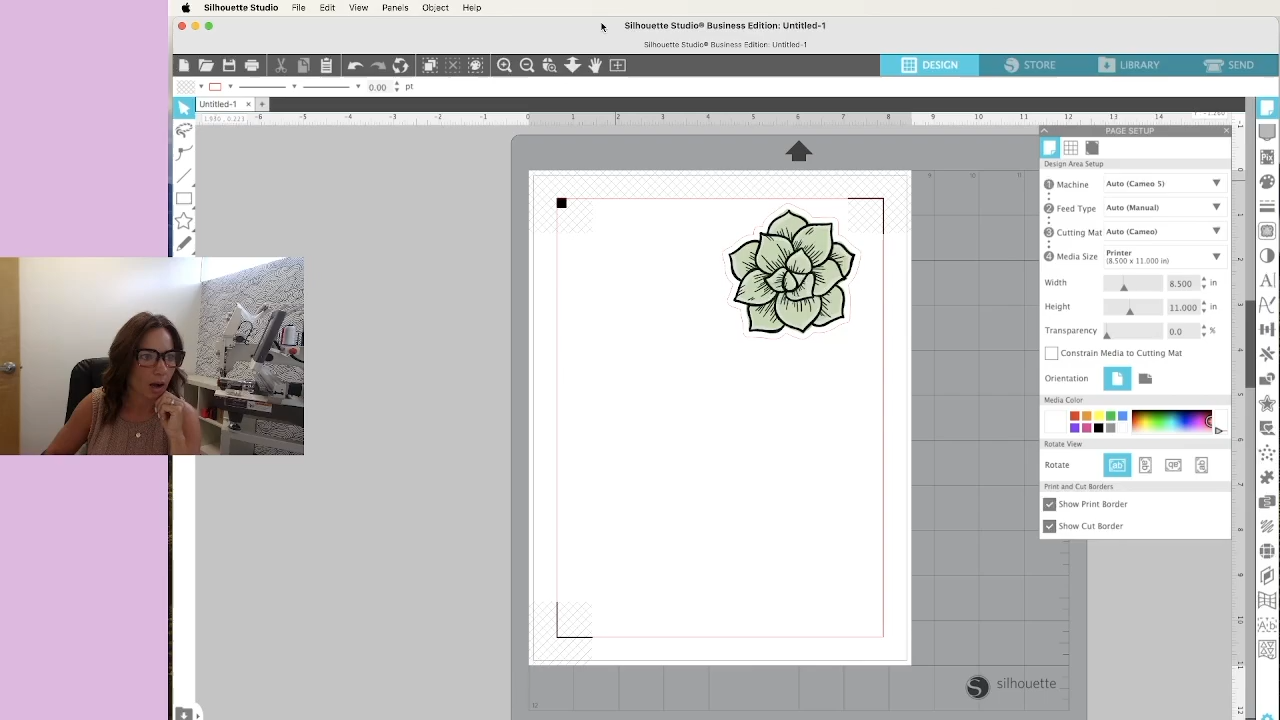 Silhouette Studio File Edit View Panels Object Help
Silhouette Studio® Business Edition: Untitled-1
Silhouette Studio® Business Edition: Untitled-1
DESIGN STORE LIBRARY SEND
0.00 pt
Untitled-1
PAGE SETUP
Design Area Setup
1 Machine Auto (Cameo 5)
2 Feed Type Auto (Manual)
3 Cutting Mat Auto (Cameo)
4 Media Size Printer
(8.500 x 11.000 in)
Width 8.500 in
Height 11.000 in
Transparency 0.0 %
Constrain Media to Cutting Mat
Orientation
Media Color
Rotate View
Rotate
Print and Cut Borders
Show Print Border
Show Cut Border
silhouette